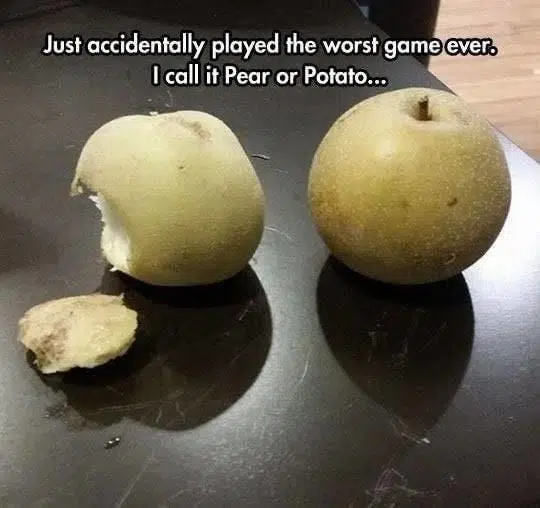 Just accidentally played the worst game ever.
I call it Pear or Potato...